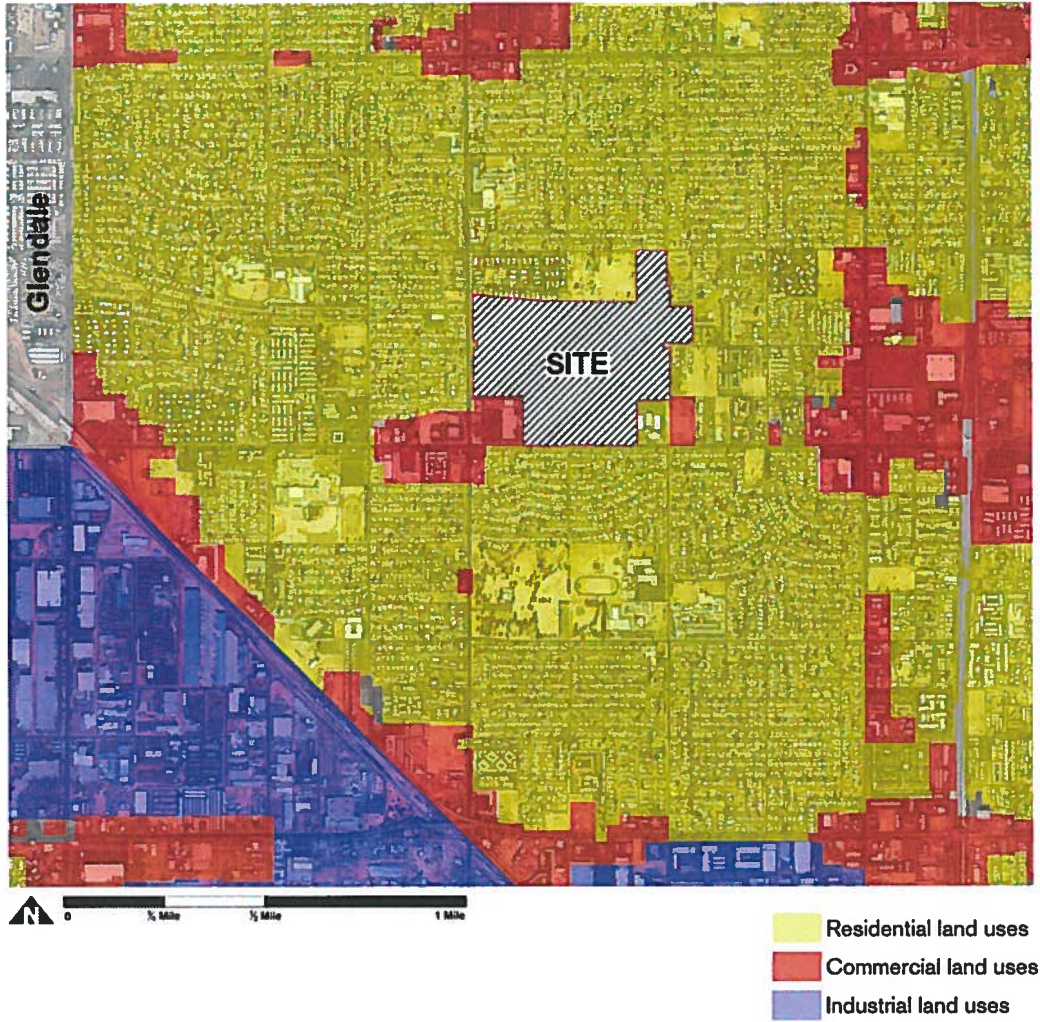 Glendale
SITE
N
0 ¼ Mile ½ Mile 1 Mile
Residential land uses
Commercial land uses
Industrial land uses